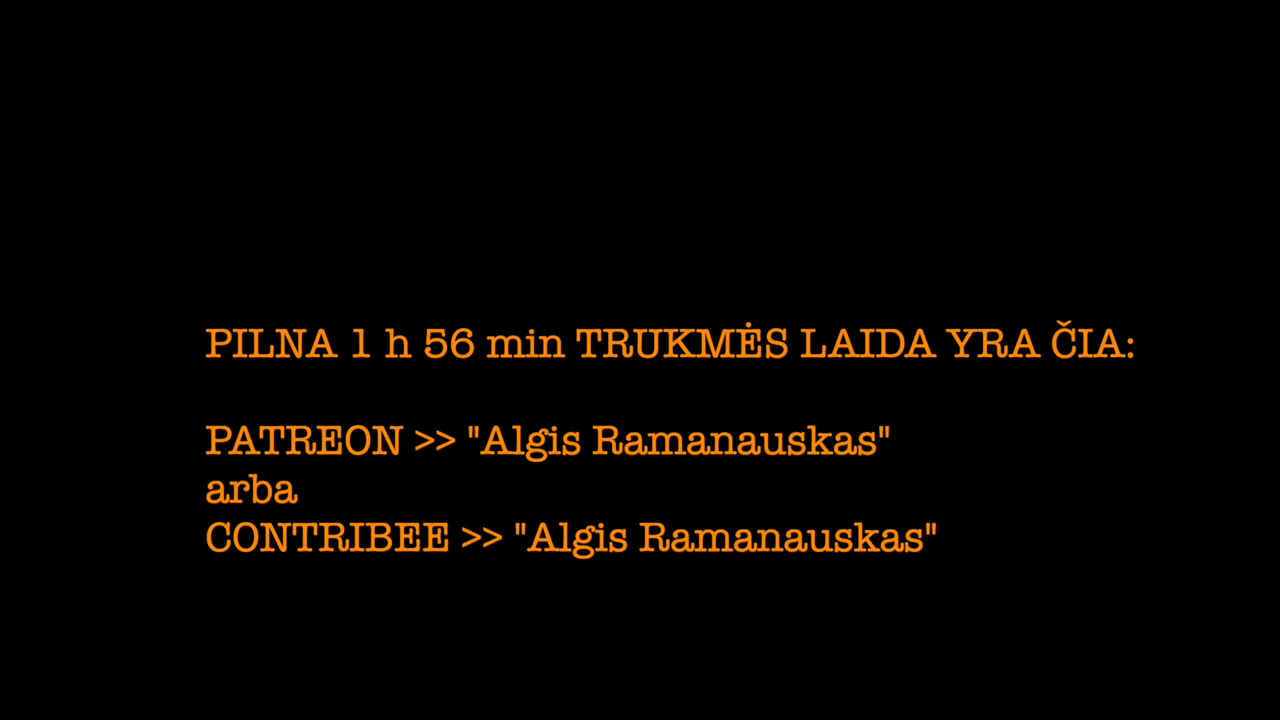 PILNA 1 h 56 min TRUKMĖS LAIDA YRA ČIA:
PATREON >> "Algis Ramanauskas"
arba
CONTRIBEE >> "Algis Ramanauskas"